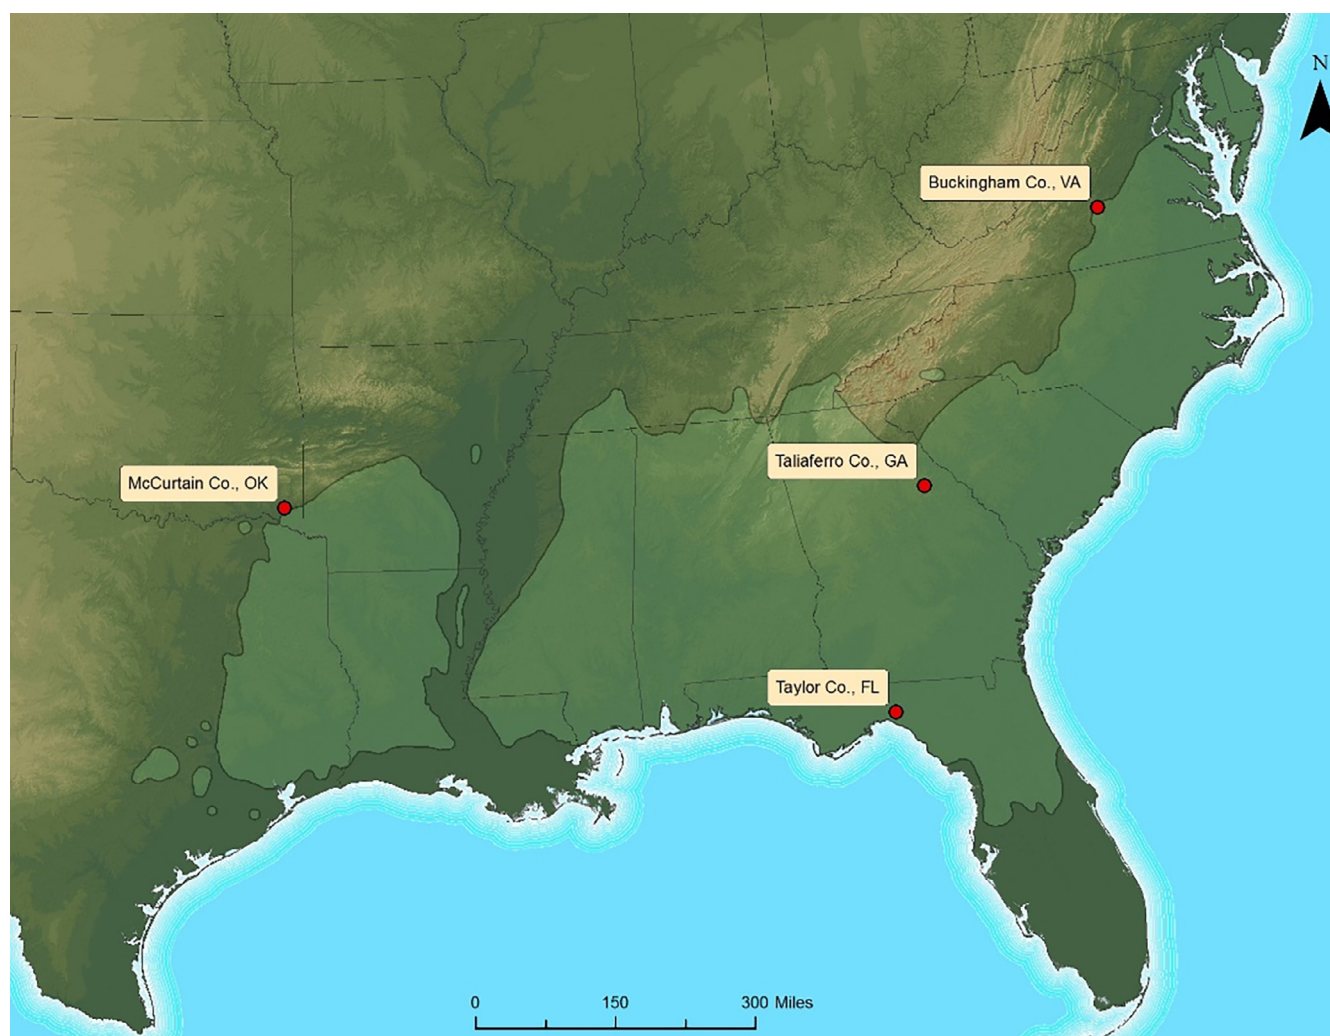 N
Buckingham Co., VA
Taliaferro Co., GA
McCurtain Co., OK
Taylor Co., FL
0 150 300 Miles